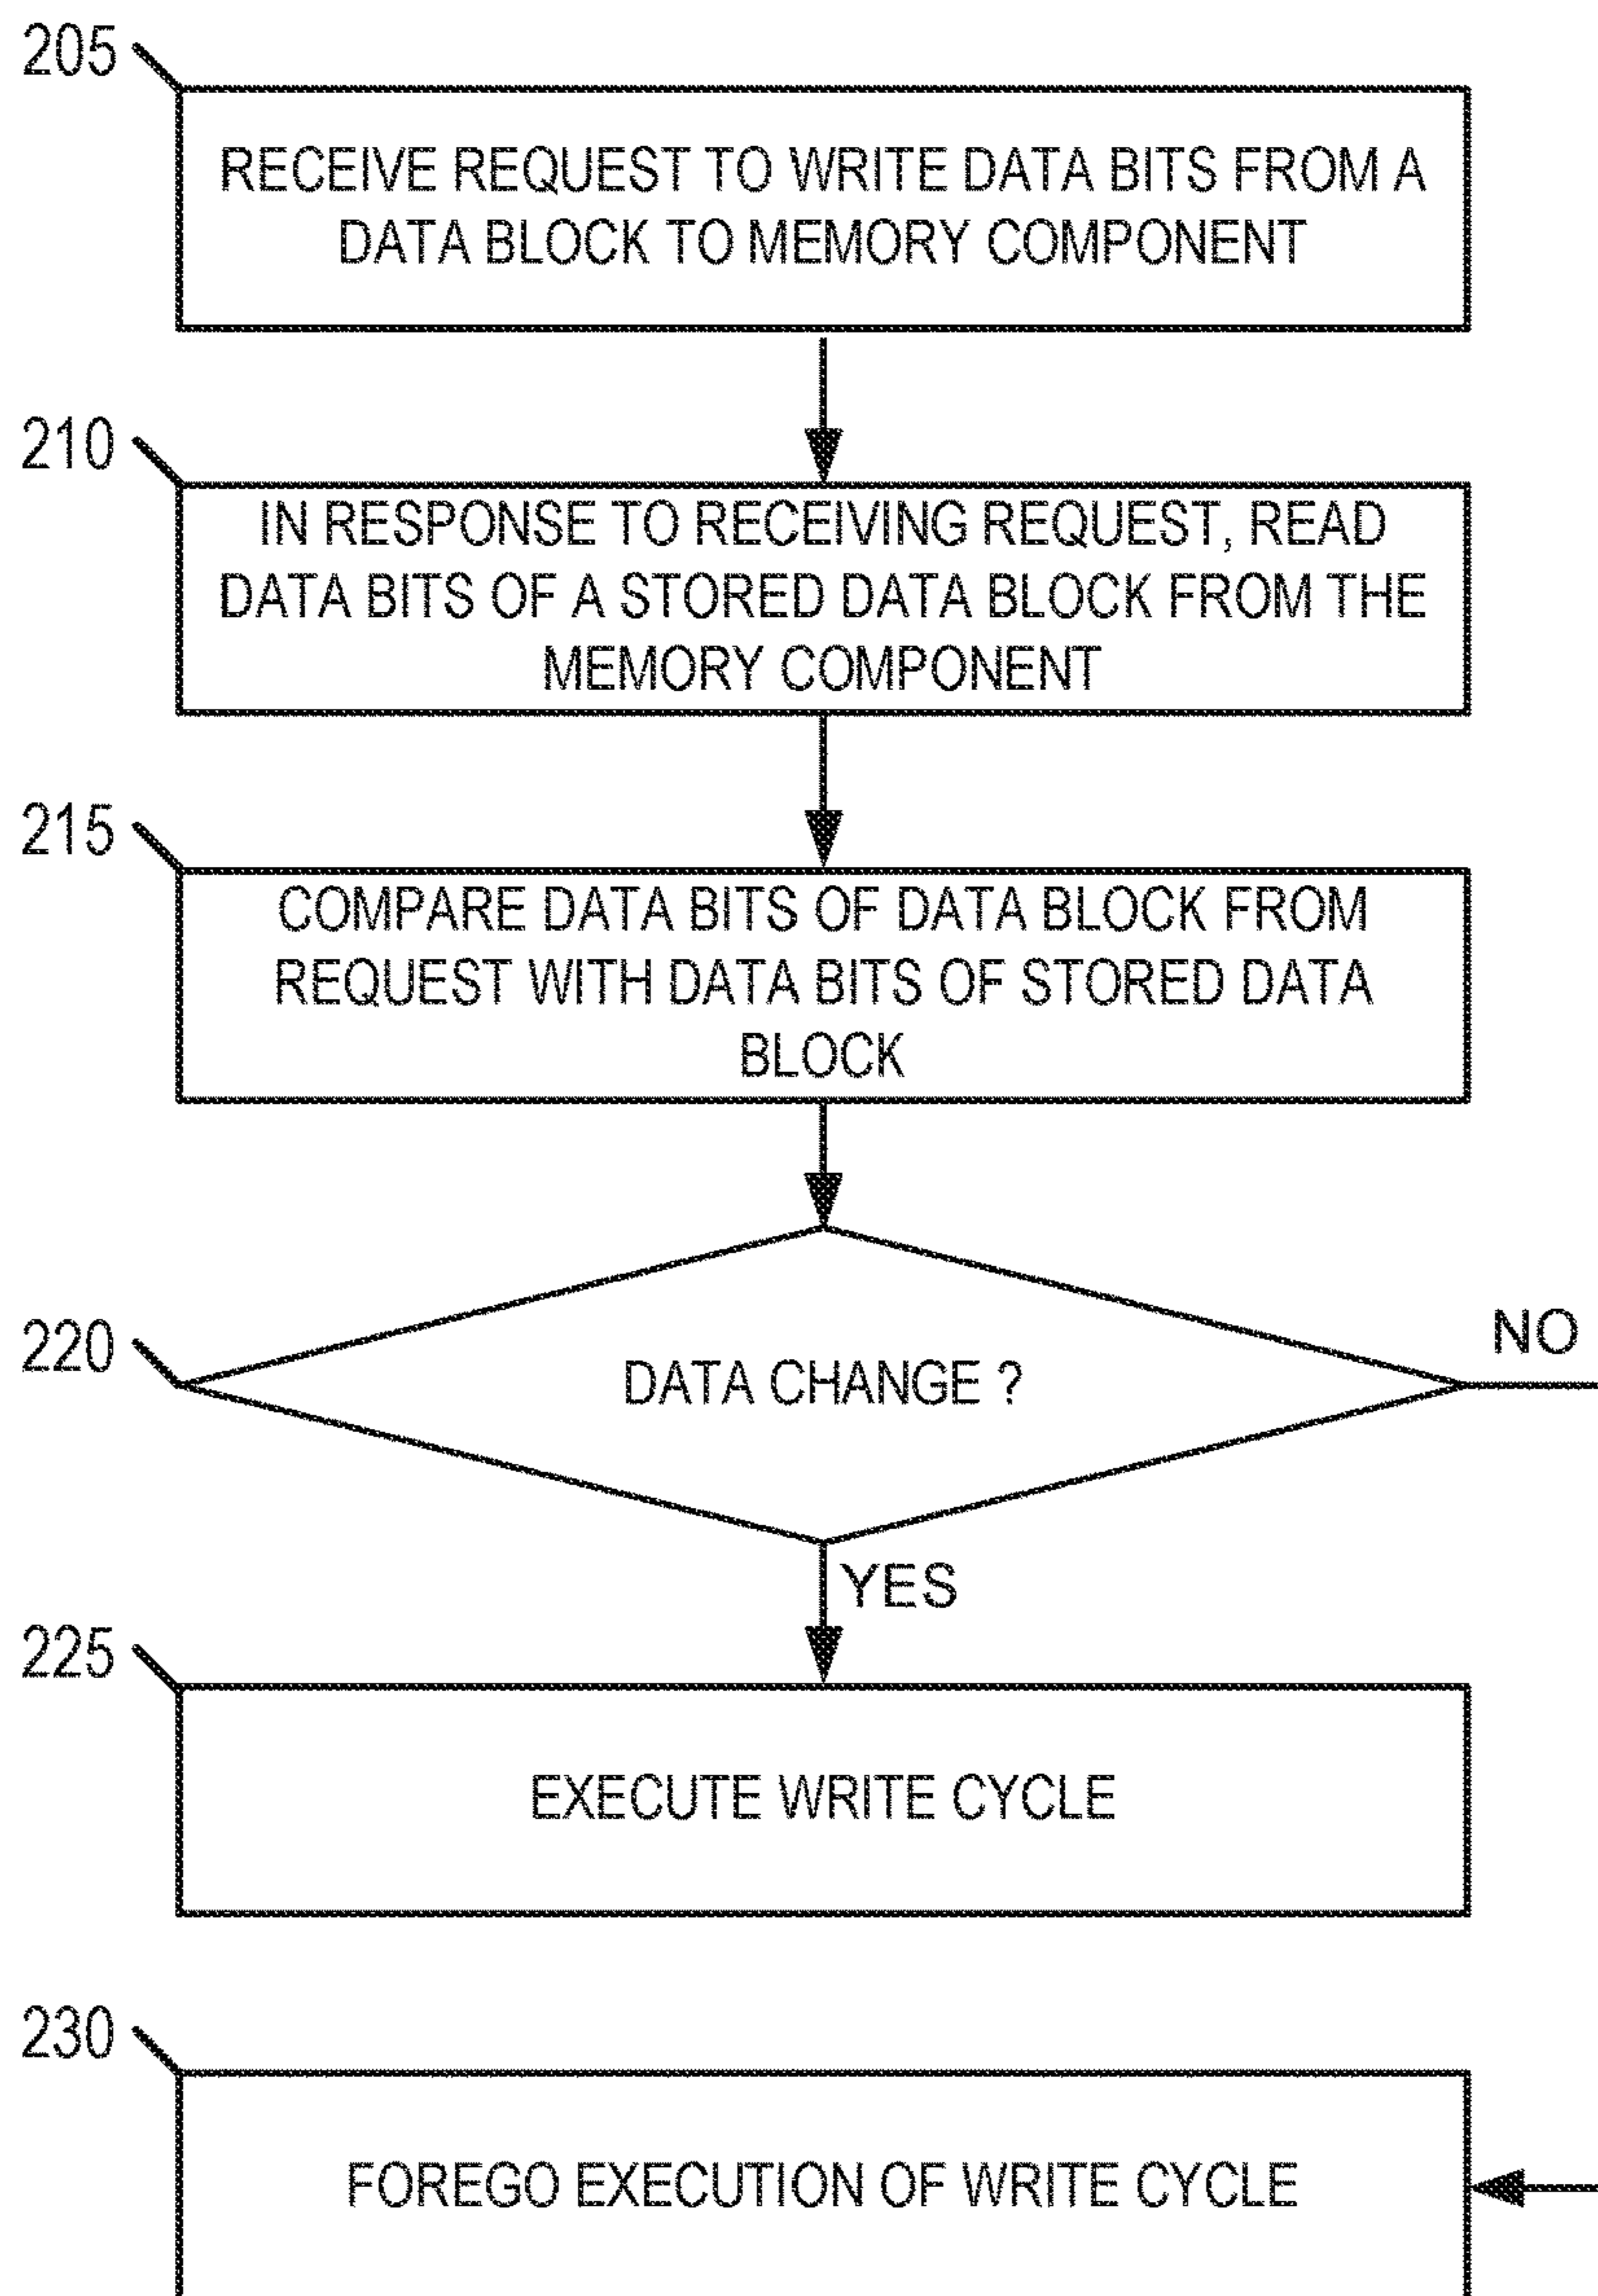 205
RECEIVE REQUEST TO WRITE DATA BITS FROM A
DATA BLOCK TO MEMORY COMPONENT
210
IN RESPONSE TO RECEIVING REQUEST, READ
DATA BITS OF A STORED DATA BLOCK FROM THE
MEMORY COMPONENT
215
COMPARE DATA BITS OF DATA BLOCK FROM
REQUEST WITH DATA BITS OF STORED DATA
BLOCK
220
DATA CHANGE ?
NO
YES
225
EXECUTE WRITE CYCLE
230
FOREGO EXECUTION OF WRITE CYCLE